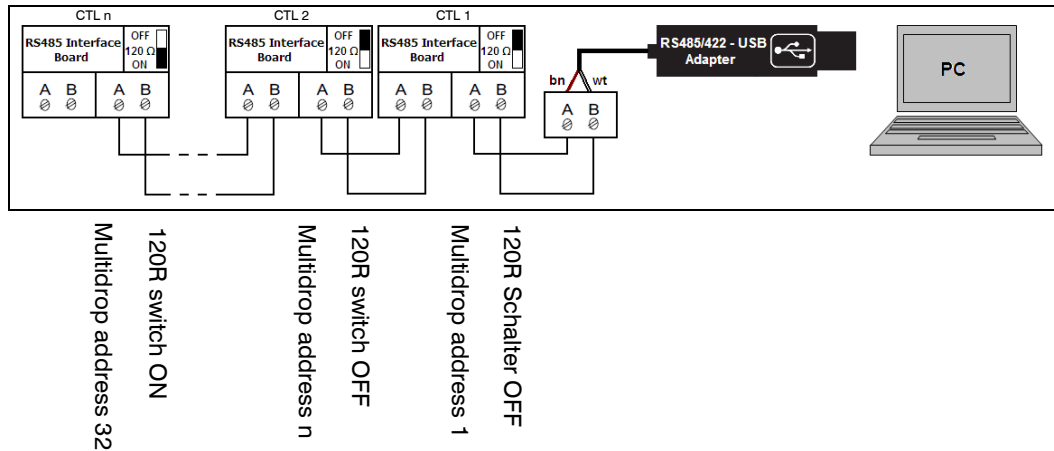 CTL n
CTL 2
CTL 1
RS485 Interface
Board
OFF
120 Ω
ON
RS485 Interface
Board
OFF
120 Ω
ON
RS485 Interface
Board
OFF
120 Ω
ON
RS485/422 - USB
Adapter
PC
bn
wt
A B A B
A B A B
A B A B
A B
120R switch ON
Multidrop address 32
120R switch OFF
Multidrop address n
120R Schalter OFF
Multidrop address 1